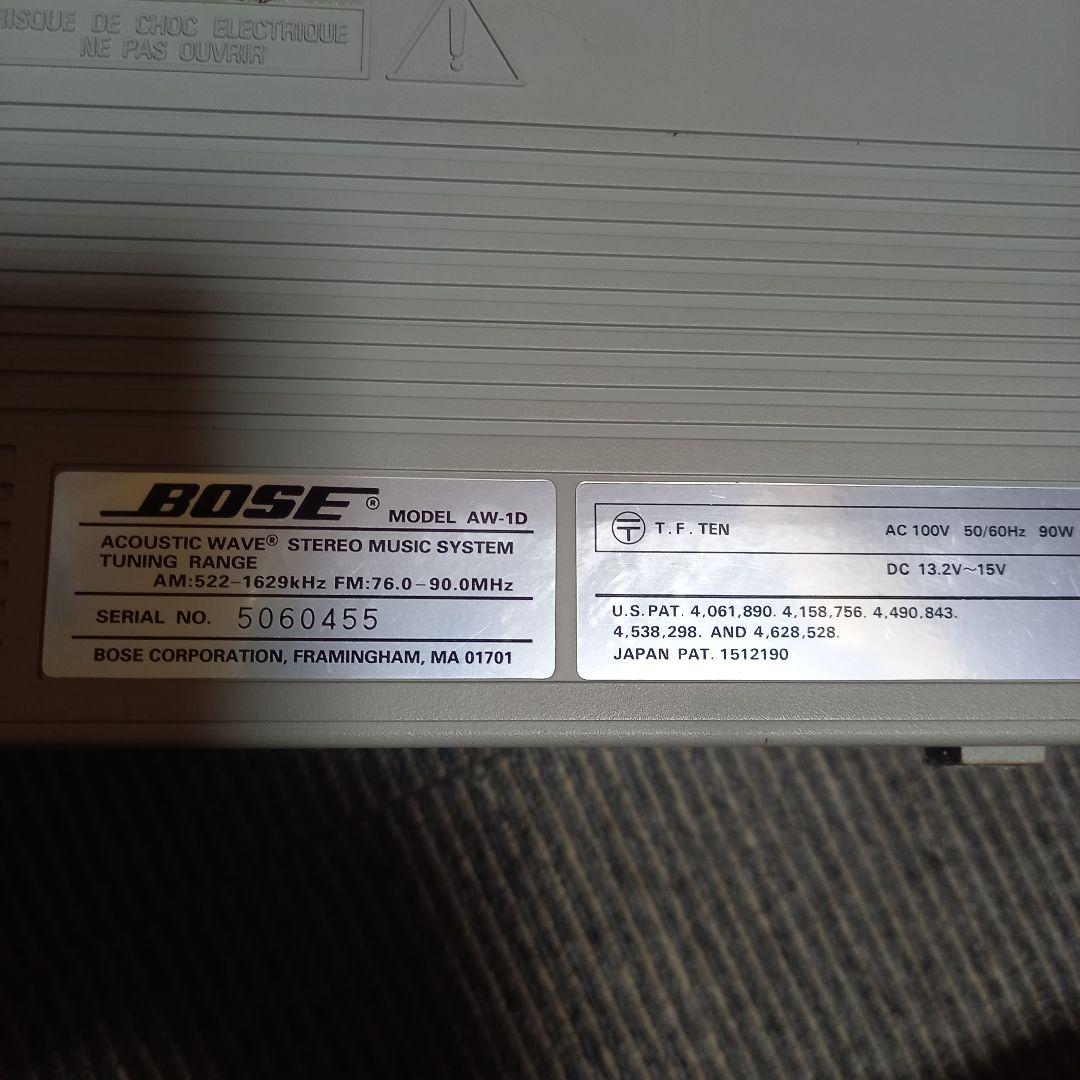 RISQUE DE CHOC ELECTRIQUE
NE PAS OUVRIR
!
BOSE® MODEL AW-1D
ACOUSTIC WAVE® STEREO MUSIC SYSTEM
TUNING RANGE
AM:522-1629kHz FM:76.0-90.0MHz
SERIAL NO. 5060455
BOSE CORPORATION, FRAMINGHAM, MA 01701
T.F.TEN AC 100V 50/60Hz 90W
DC 13.2V~15V
U.S.PAT. 4,061,890. 4,158,756. 4,490,843.
4,538,298. AND 4,628,528.
JAPAN PAT. 1512190